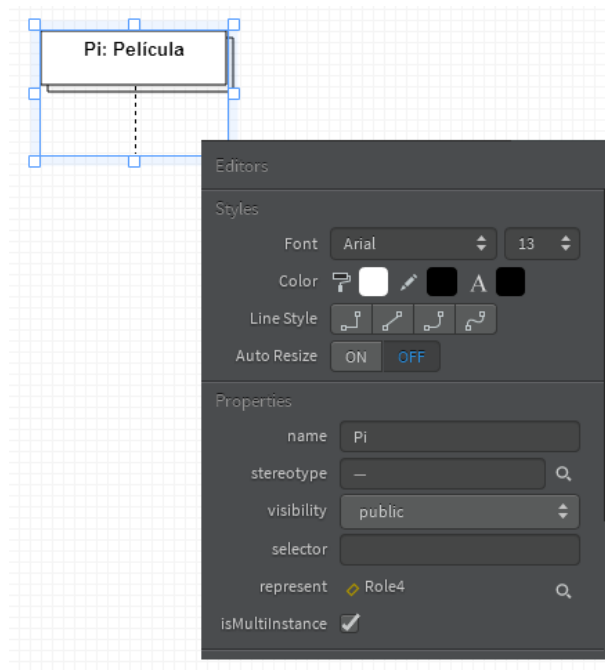 Pi: Película
Editors
Styles
Font Arial 13
Color A
Line Style
Auto Resize ON OFF
Properties
name Pi
stereotype —
visibility public
selector
represent Role4
isMultiInstance